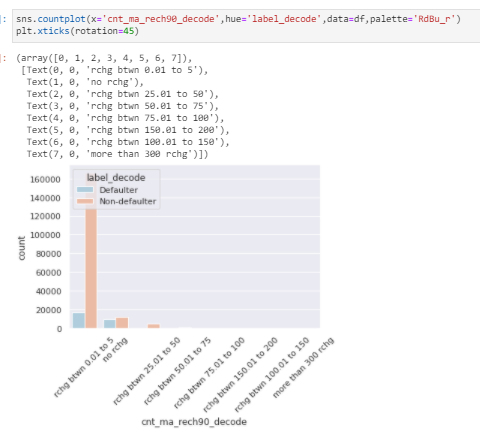 ]: sns.countplot(x='cnt_ma_rech90_decode',hue='label_decode',data=df,palette='RdBu_r')
plt.xticks(rotation=45)
]: (array([0, 1, 2, 3, 4, 5, 6, 7]),
[Text(0, 0, 'rchg btwn 0.01 to 5'),
Text(1, 0, 'no rchg'),
Text(2, 0, 'rchg btwn 25.01 to 50'),
Text(3, 0, 'rchg btwn 50.01 to 75'),
Text(4, 0, 'rchg btwn 75.01 to 100'),
Text(5, 0, 'rchg btwn 150.01 to 200'),
Text(6, 0, 'rchg btwn 100.01 to 150'),
Text(7, 0, 'more than 300 rchg')])
label_decode
Defaulter
Non-defaulter
160000
140000
120000
100000
80000
60000
40000
20000
0
count
rchg btwn 0.01 to 5
no rchg
rchg btwn 25.01 to 50
rchg btwn 50.01 to 75
rchg btwn 75.01 to 100
rchg btwn 150.01 to 200
rchg btwn 100.01 to 150
more than 300 rchg
cnt_ma_rech90_decode